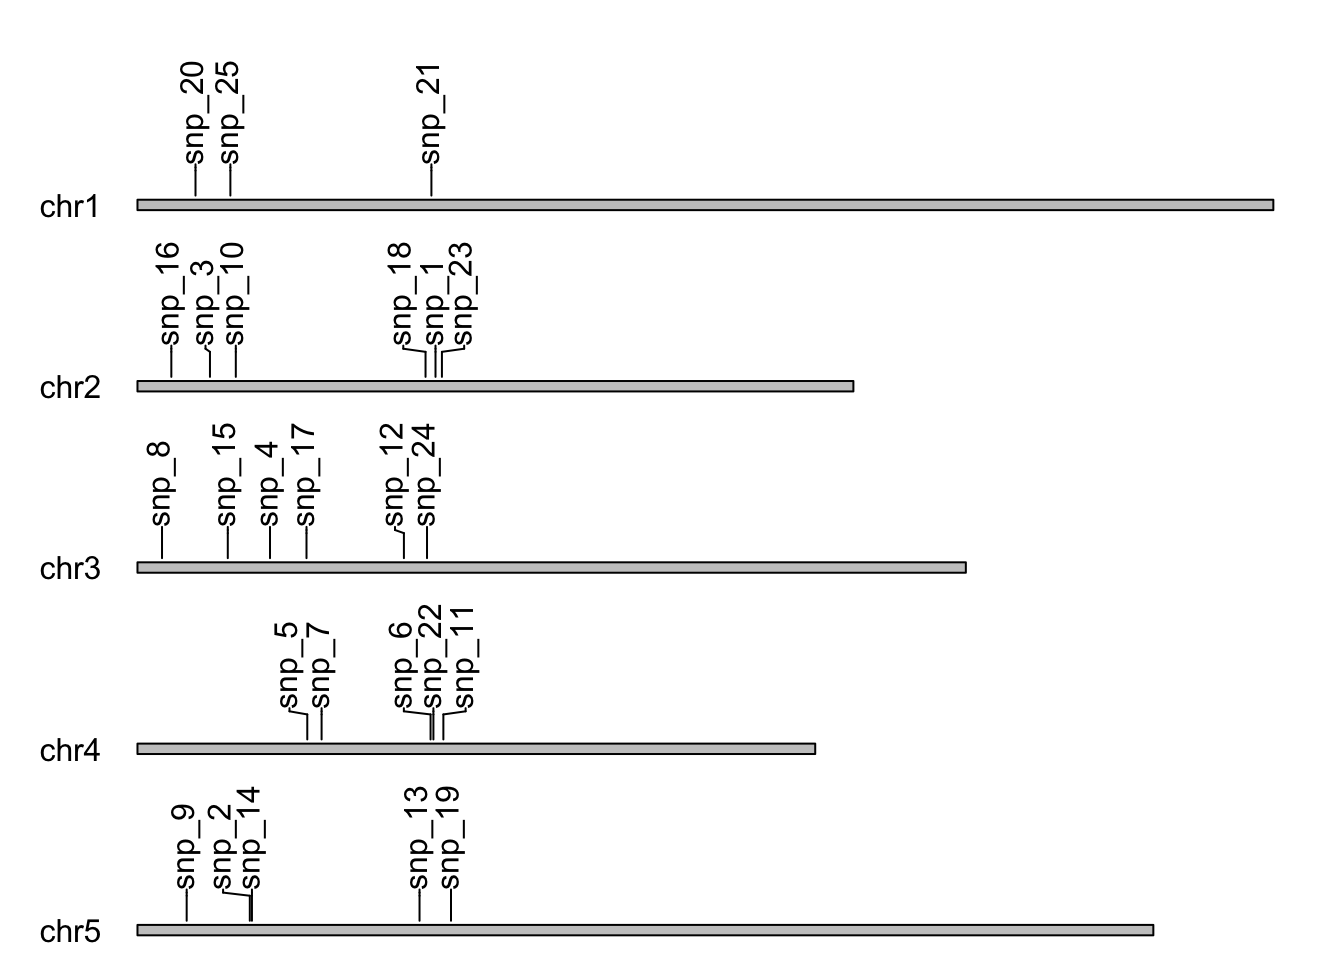 snp_20 snp_25 snp_21
chr1
snp_16 snp_3 snp_10 snp_18 snp_1 snp_23
chr2
snp_8 snp_15 snp_4 snp_17 snp_12 snp_24
chr3
snp_5 snp_7 snp_6 snp_22 snp_11
chr4
snp_9 snp_2 snp_14 snp_13 snp_19
chr5